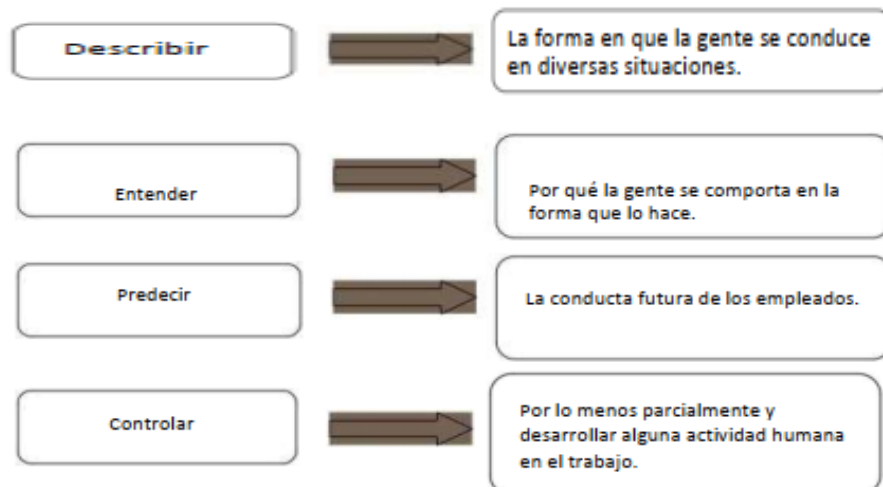 Describir
La forma en que la gente se conduce
en diversas situaciones.
Entender
Por qué la gente se comporta en la
forma que lo hace.
Predecir
La conducta futura de los empleados.
Controlar
Por lo menos parcialmente y
desarrollar alguna actividad humana
en el trabajo.